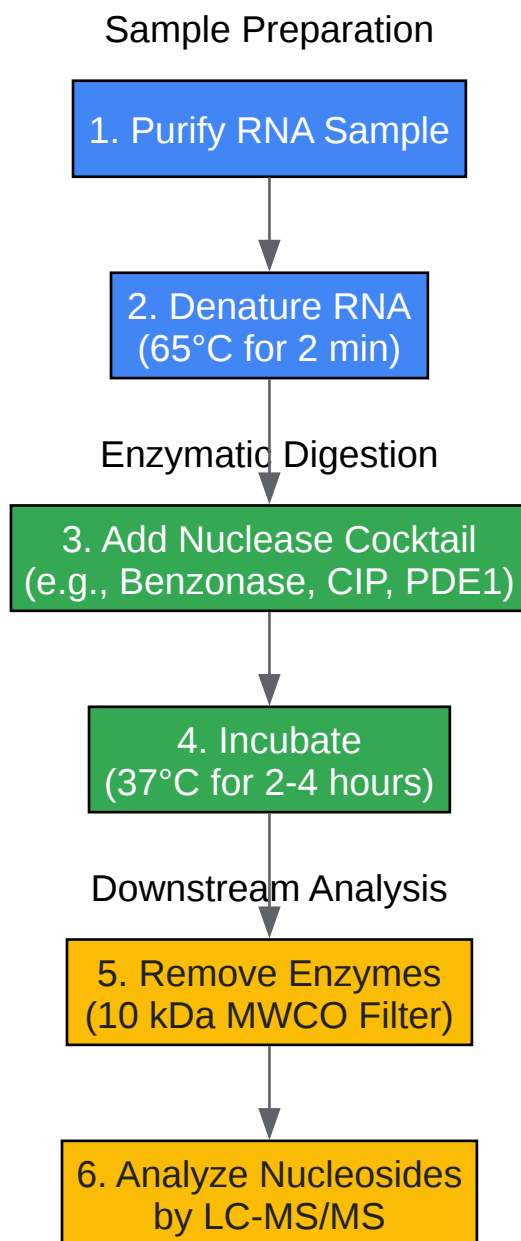 Sample Preparation
1. Purify RNA Sample
2. Denature RNA
(65°C for 2 min)
Enzymatic Digestion
3. Add Nuclease Cocktail
(e.g., Benzonase, CIP, PDE1)
4. Incubate
(37°C for 2-4 hours)
Downstream Analysis
5. Remove Enzymes
(10 kDa MWCO Filter)
6. Analyze Nucleosides
by LC-MS/MS